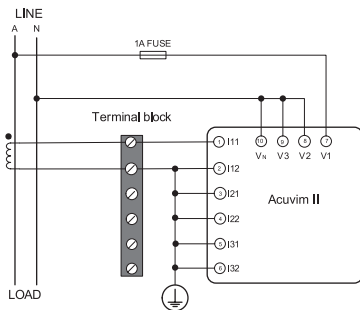 LINE
A N
1A FUSE
Terminal block
1 I11
2 I12
3 I21
4 I22
5 I31
6 I32
10 9 8 7
VN V3 V2 V1
Acuvim II
LOAD